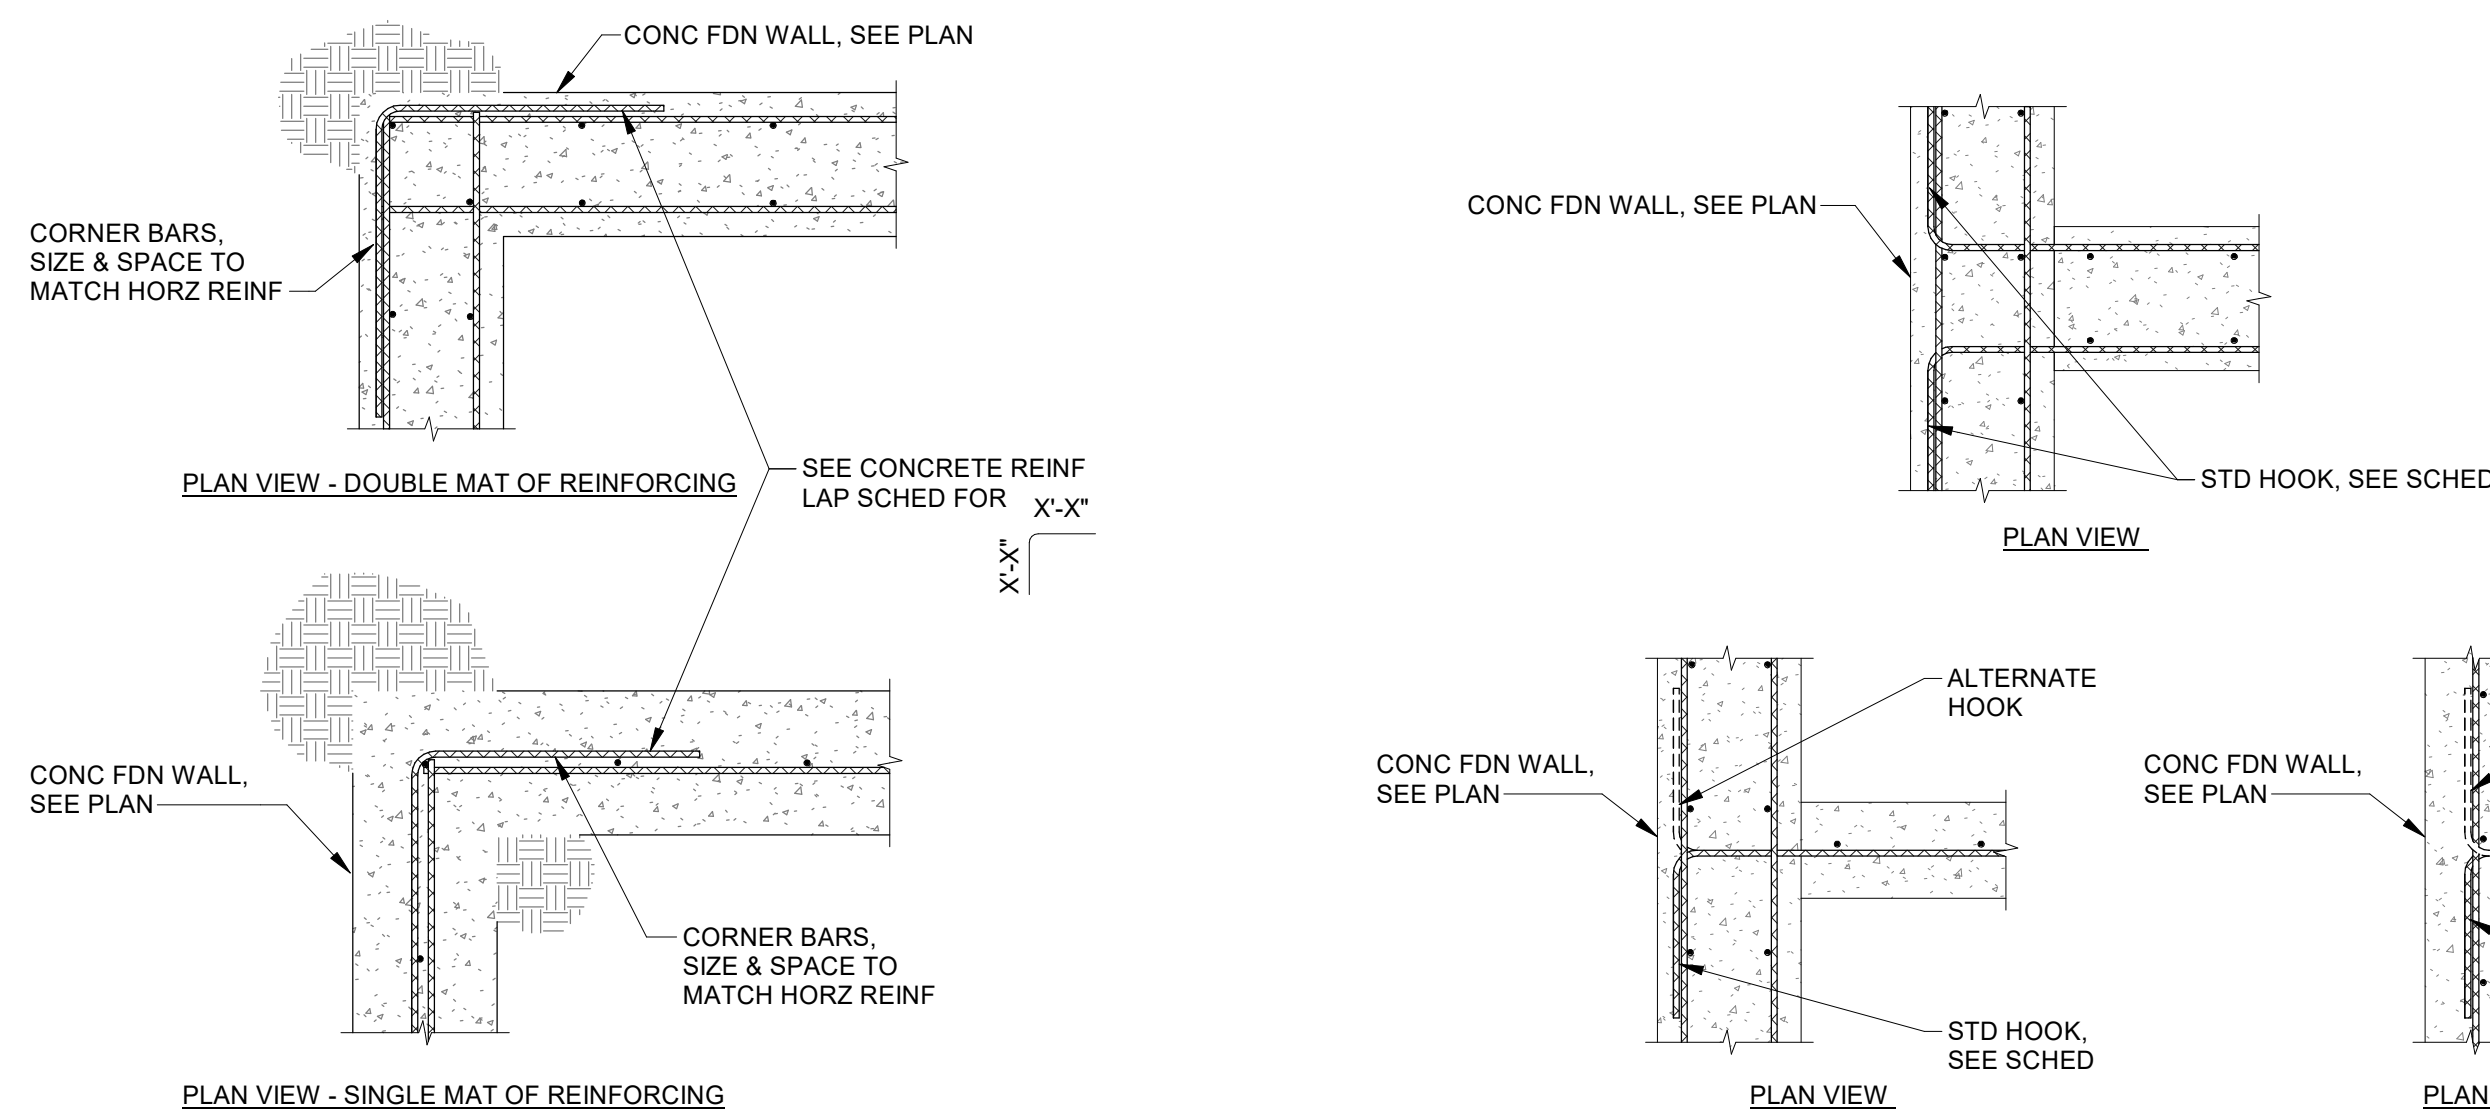 CONC FDN WALL, SEE PLAN
CORNER BARS,
SIZE & SPACE TO
MATCH HORZ REINF
PLAN VIEW - DOUBLE MAT OF REINFORCING
SEE CONCRETE REINF
LAP SCHED FOR
X'-X"
X'-X"
CONC FDN WALL,
SEE PLAN
CORNER BARS,
SIZE & SPACE TO
MATCH HORZ REINF
PLAN VIEW - SINGLE MAT OF REINFORCING
CONC FDN WALL, SEE PLAN
STD HOOK, SEE SCHED
PLAN VIEW
ALTERNATE
HOOK
CONC FDN WALL,
SEE PLAN
STD HOOK,
SEE SCHED
PLAN VIEW
CONC FDN WALL,
SEE PLAN
PLAN